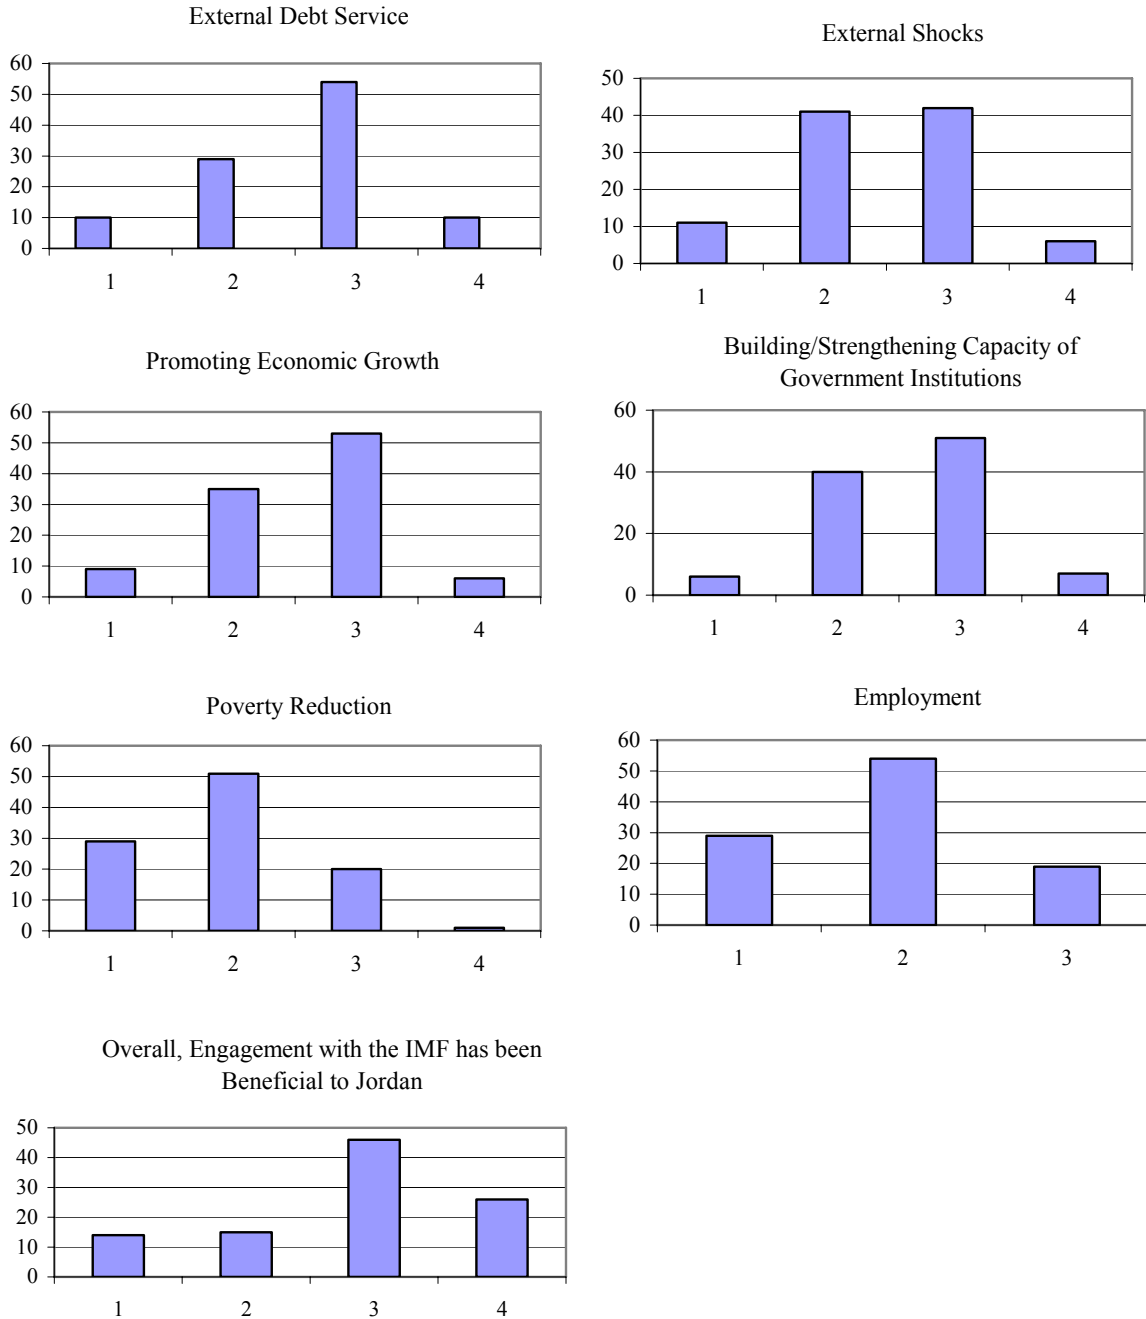 External Debt Service
60
50
40
30
20
10
0
1 2 3 4
External Shocks
50
40
30
20
10
0
1 2 3 4
Promoting Economic Growth
60
50
40
30
20
10
0
1 2 3 4
Building/Strengthening Capacity of
Government Institutions
60
40
20
0
1 2 3 4
Poverty Reduction
60
50
40
30
20
10
0
1 2 3 4
Employment
60
50
40
30
20
10
0
1 2 3
Overall, Engagement with the IMF has been
Beneficial to Jordan
50
40
30
20
10
0
1 2 3 4